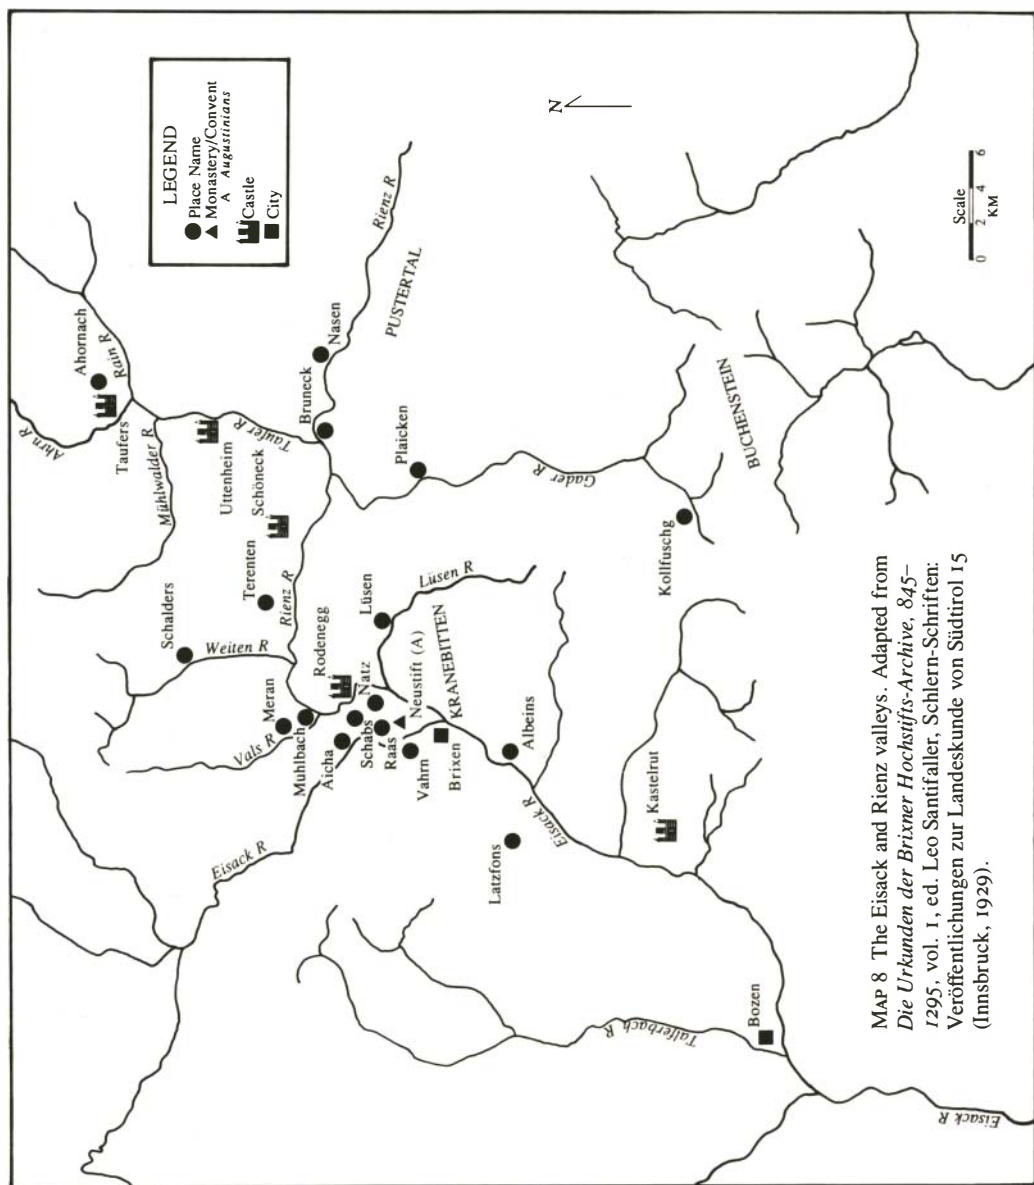 LEGEND
Place Name
Monastery/Convent
A Augustinians
Castle
City
N
Scale
0 2 4 6
KM
Ahrn R
Ahornach
Rain R
Taufers
Mühlwalder R
Uttenheim
Taufer R
Schöneck
Schalders
Weiten R
Terenten
Rienz R
Bruneck
Nasen
Rienz R
PUSTERTAL
Plaicken
Gader R
BUCHENSTEIN
Kollfuschg
Meran
Vals R
Muhlbach
Rodenegg
Natz
Lüsen
Lüsen R
Aicha
Schabs
Raas
Neustift (A)
Vahrn
Brixen
KRANEBITTEN
Eisack R
Albeins
Latzfons
Eisack R
Kastelrut
Talferbach R
Bozen
Eisack R
MAP 8 The Eisack and Rienz valleys. Adapted from
Die Urkunden der Brixner Hochstifts-Archive, 845–
1295, vol. 1, ed. Leo Santifaller, Schlern-Schriften:
Veröffentlichungen zur Landeskunde von Südtirol 15
(Innsbruck, 1929).